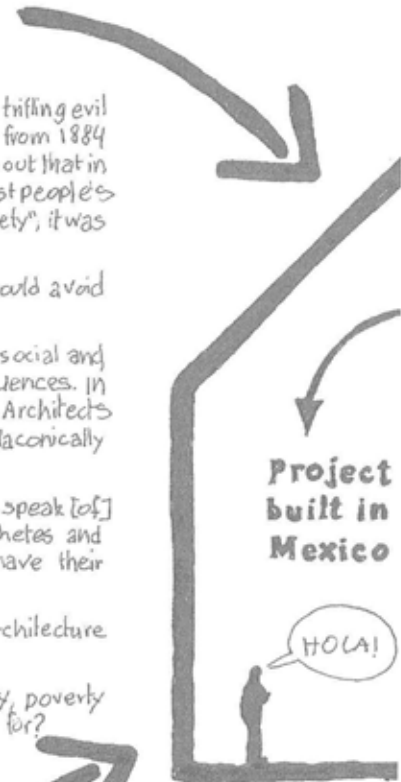 trifling evil
from 1884
out that in
st people's
ety", it was
ould avoid
social and
uences. In
Architects
laconically
speak [of]
hetes and
have their
chitecture
y, poverty
for?
Project
built in
Mexico
HOLA!